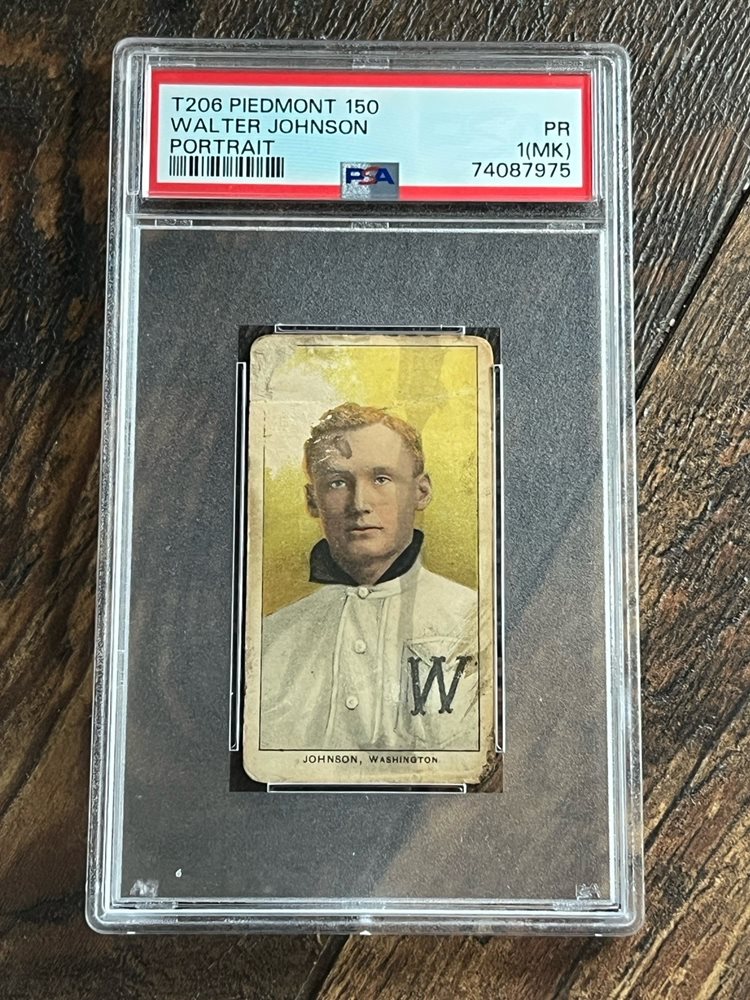 T206 PIEDMONT 150
WALTER JOHNSON PR
PORTRAIT 1(MK)
PSA 74087975
W
JOHNSON, WASHINGTON